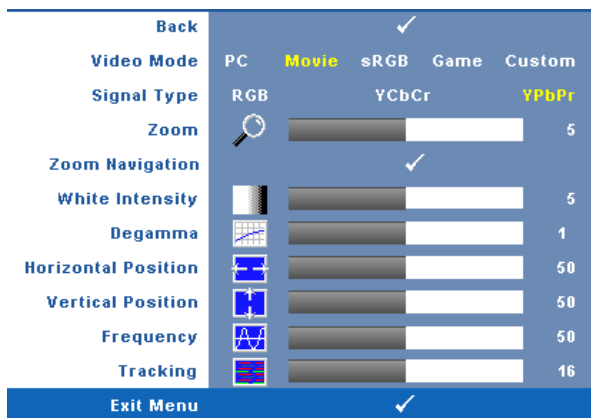 Back
Video Mode PC Movie sRGB Game Custom
Signal Type RGB YCbCr YPbPr
Zoom 5
Zoom Navigation
White Intensity 5
Degamma 1
Horizontal Position 50
Vertical Position 50
Frequency 50
Tracking 16
Exit Menu